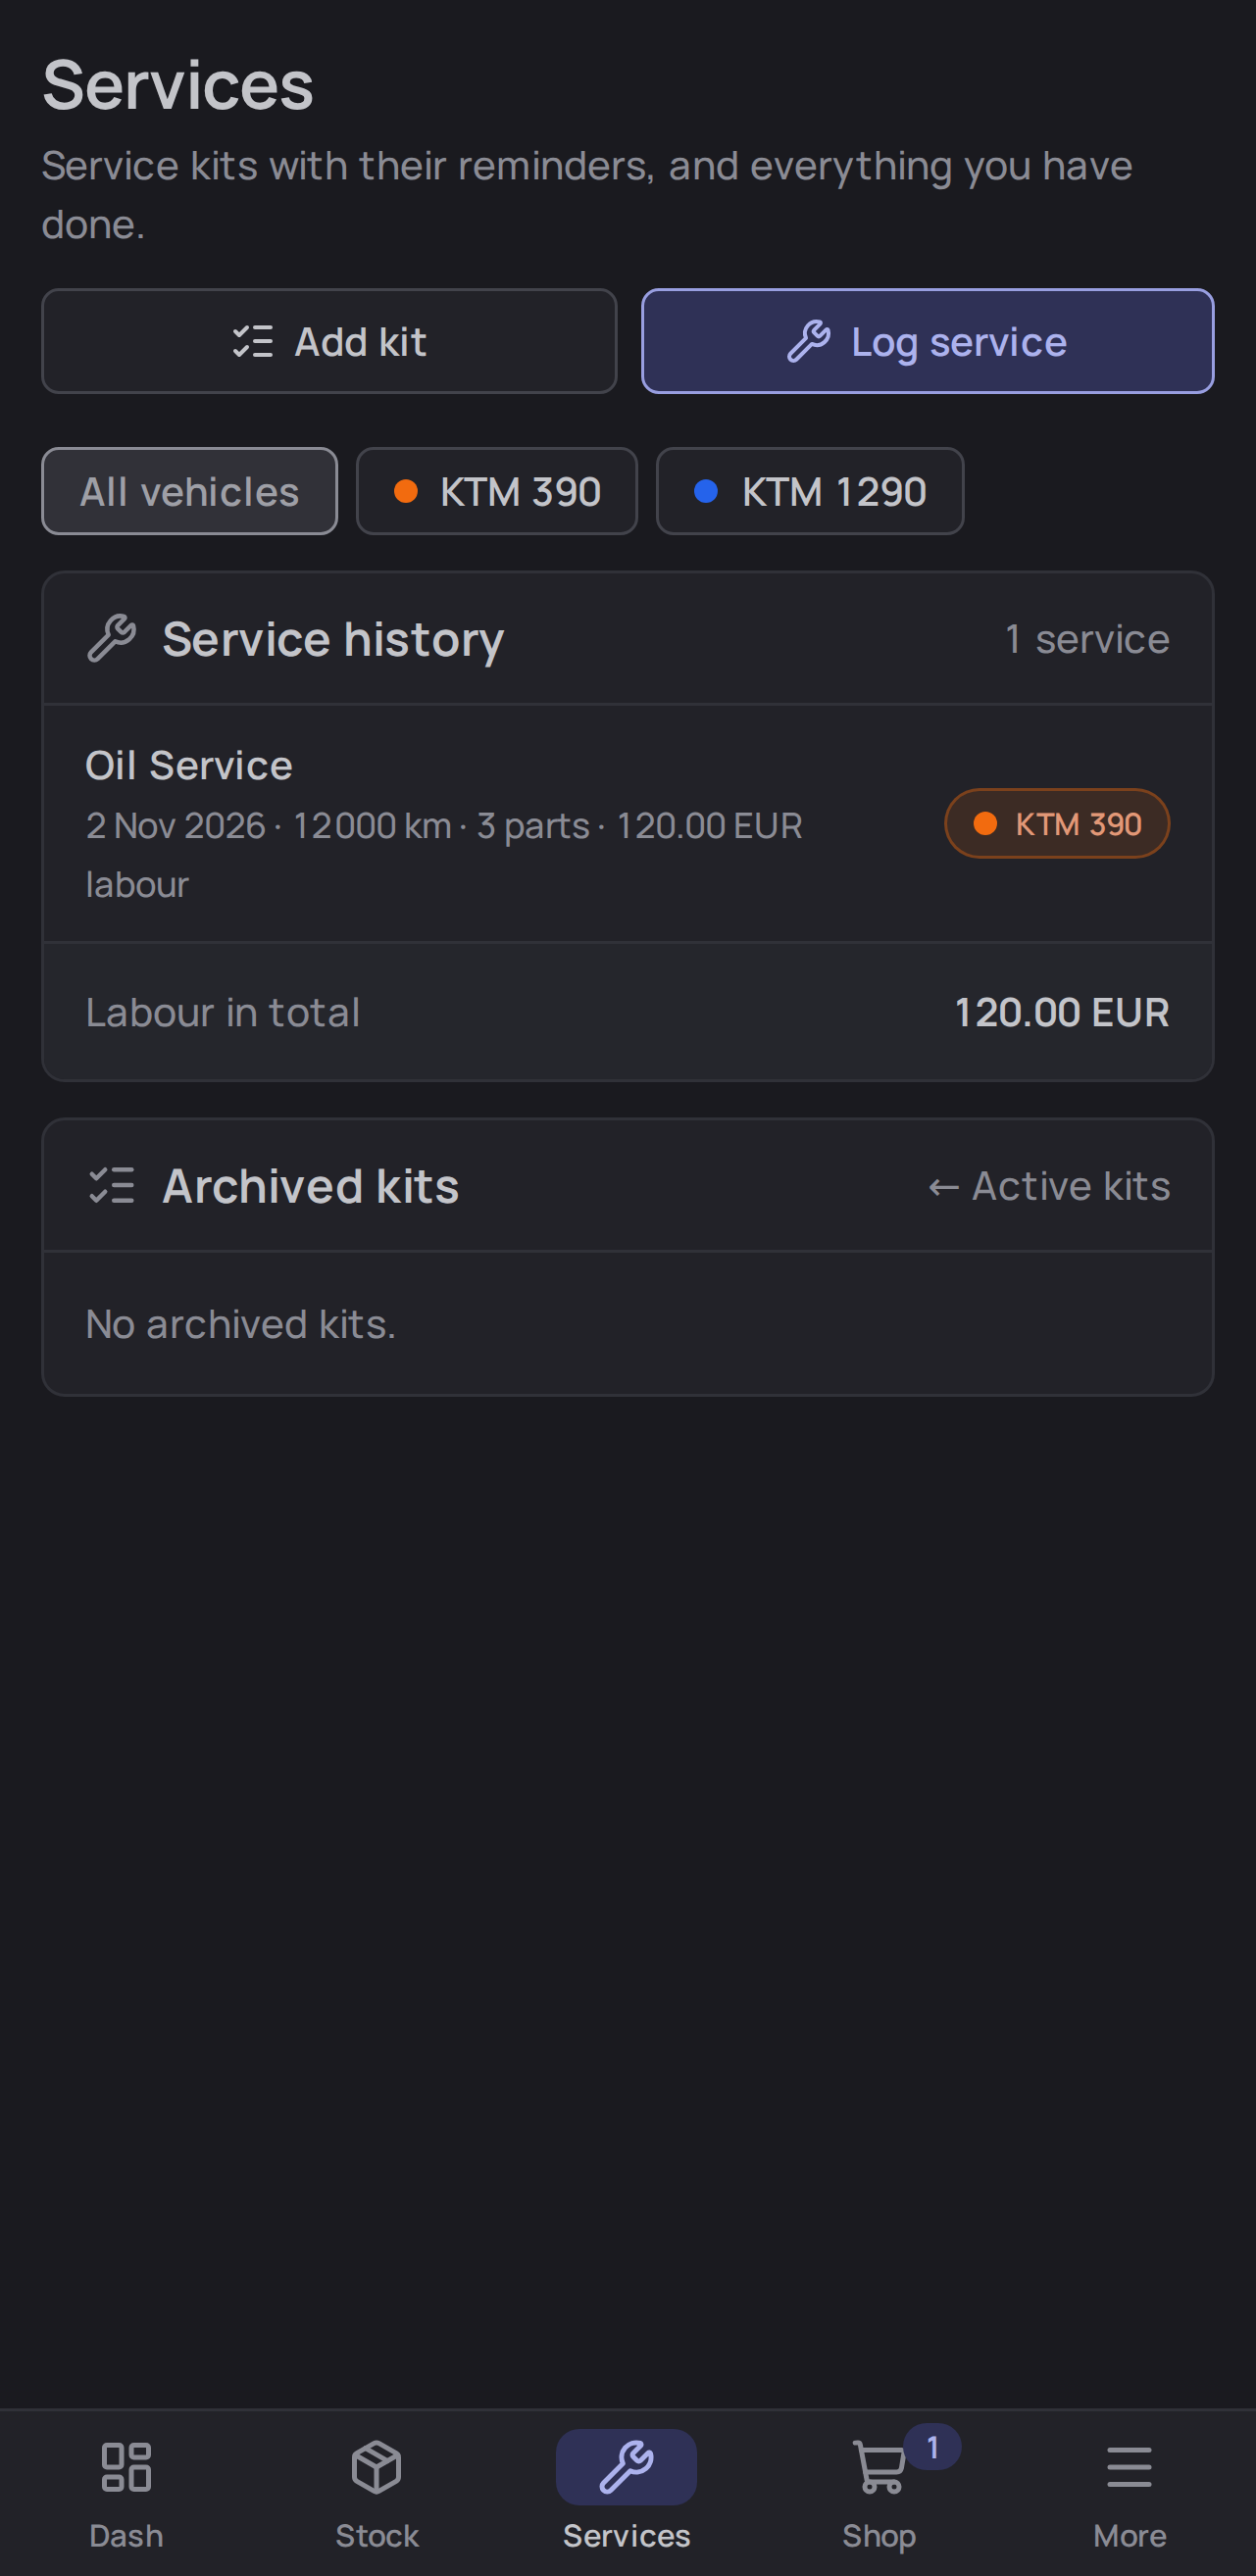 Services
Service kits with their reminders, and everything you have
done.
Add kit
Log service
All vehicles
KTM 390
KTM 1290
Service history
1 service
Oil Service
2 Nov 2026 · 12 000 km · 3 parts · 120.00 EUR
labour
KTM 390
Labour in total
120.00 EUR
Archived kits
← Active kits
No archived kits.
1
Dash
Stock
Services
Shop
More